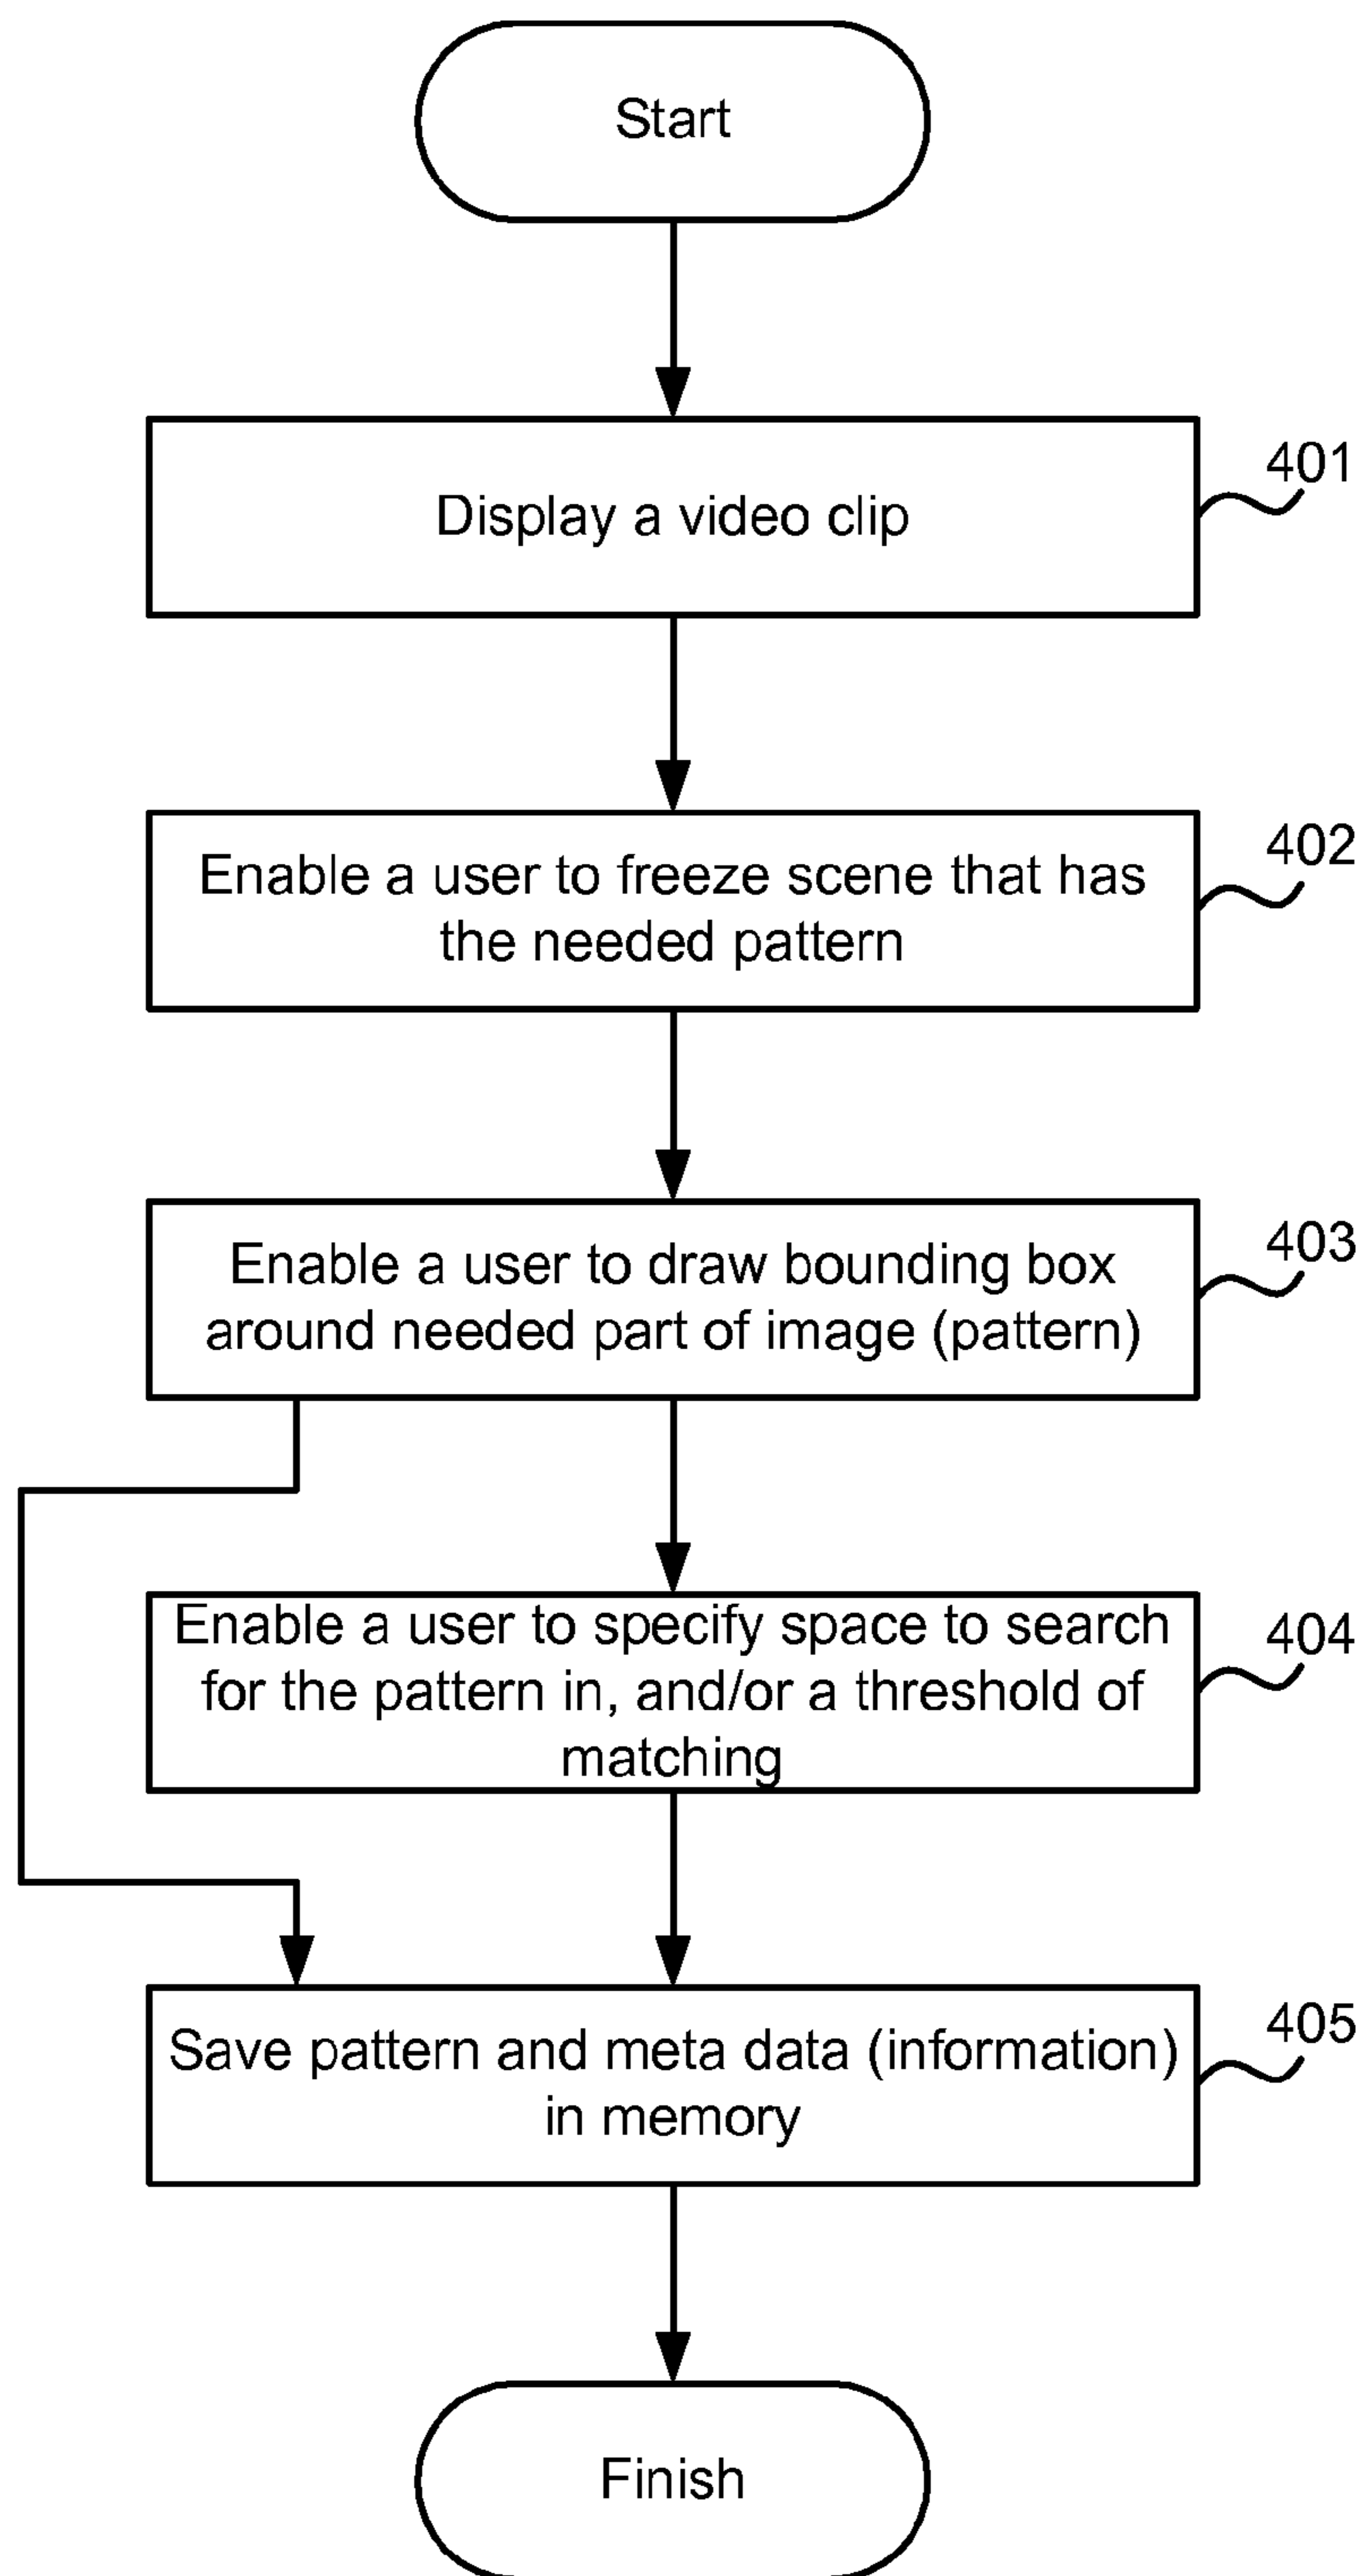 Start
Display a video clip
401
Enable a user to freeze scene that has
the needed pattern
402
Enable a user to draw bounding box
around needed part of image (pattern)
403
Enable a user to specify space to search
for the pattern in, and/or a threshold of
matching
404
Save pattern and meta data (information)
in memory
405
Finish